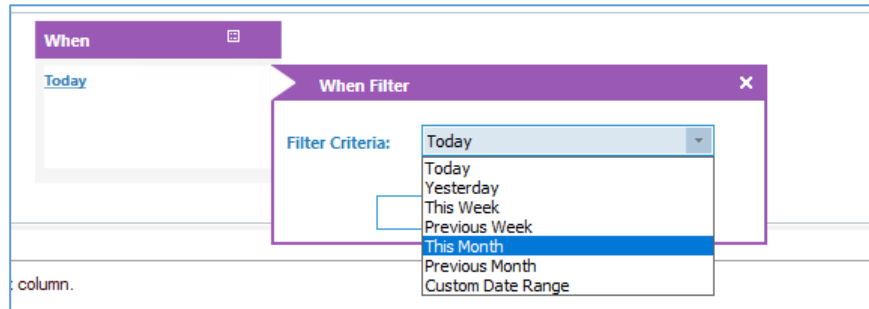 When
Today
When Filter
Filter Criteria:
Today
Today
Yesterday
This Week
Previous Week
This Month
Previous Month
Custom Date Range
column.